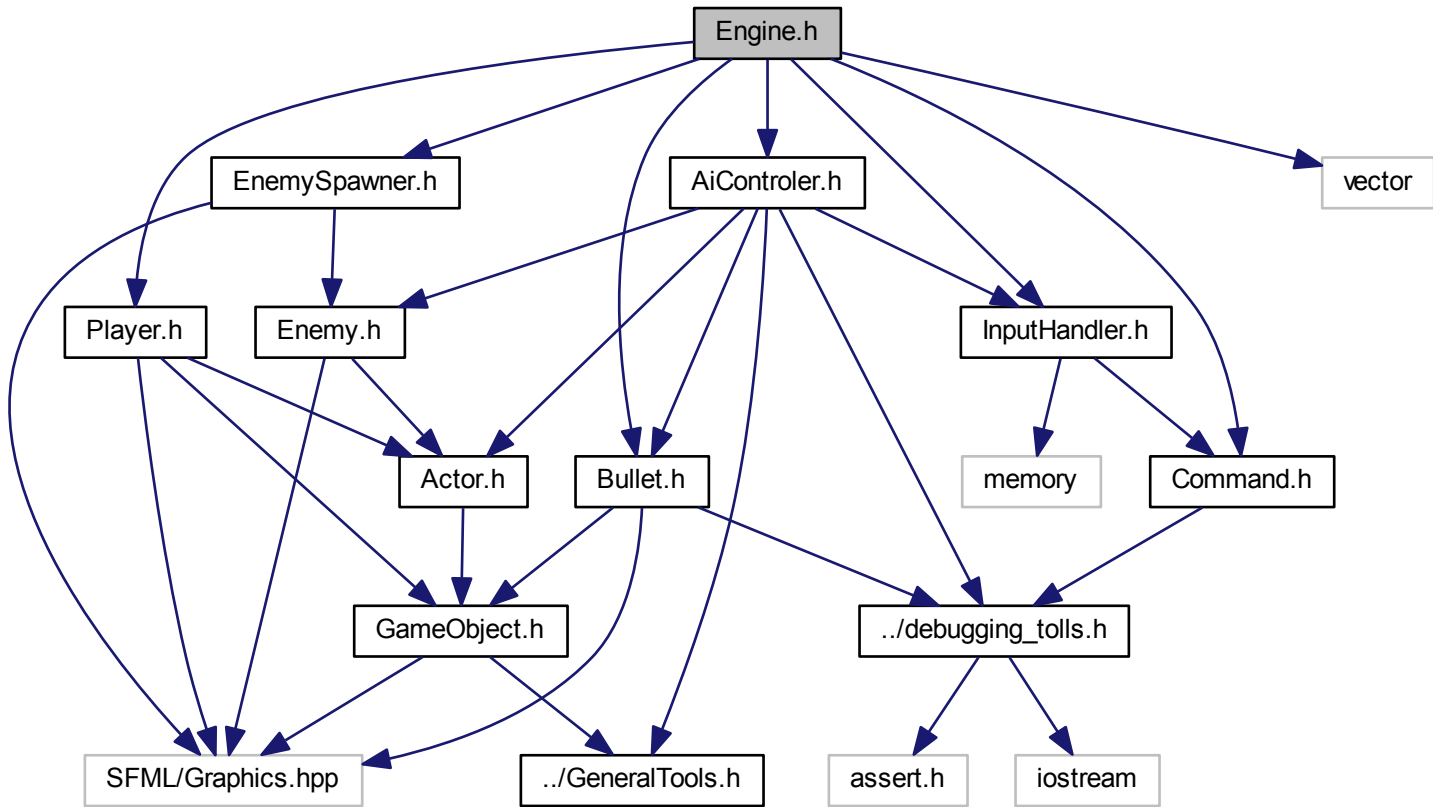 Engine.h
EnemySpawner.h
AiControler.h
vector
Player.h
Enemy.h
InputHandler.h
Actor.h
Bullet.h
memory
Command.h
GameObject.h
../debugging_tolls.h
SFML/Graphics.hpp
../GeneralTools.h
assert.h
iostream